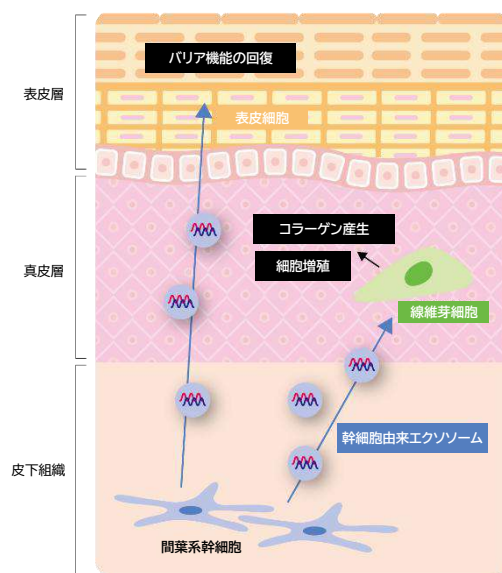 バリア機能の回復
表皮層
表皮細胞
コラーゲン産生
細胞増殖
真皮層
線維芽細胞
幹細胞由来エクソソーム
皮下組織
間葉系幹細胞